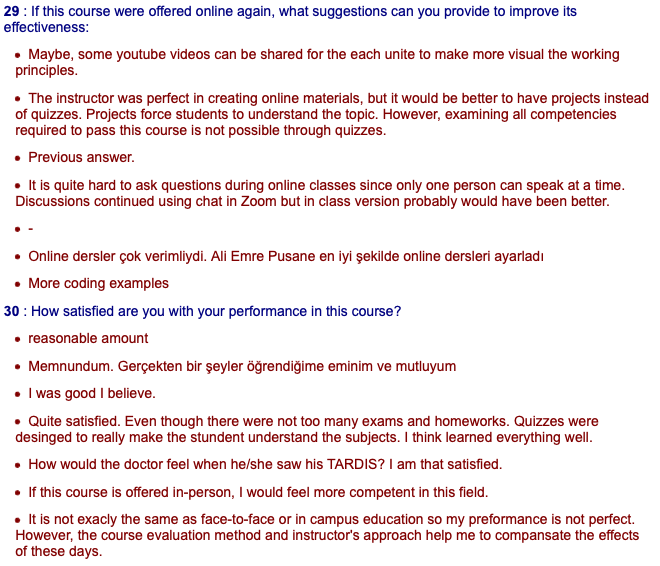 29 : If this course were offered online again, what suggestions can you provide to improve its
effectiveness:
• Maybe, some youtube videos can be shared for the each unite to make more visual the working
principles.
• The instructor was perfect in creating online materials, but it would be better to have projects instead
of quizzes. Projects force students to understand the topic. However, examining all competencies
required to pass this course is not possible through quizzes.
• Previous answer.
• It is quite hard to ask questions during online classes since only one person can speak at a time.
Discussions continued using chat in Zoom but in class version probably would have been better.
• -
• Online dersler çok verimliydi. Ali Emre Pusane en iyi şekilde online dersleri ayarladı
• More coding examples
30 : How satisfied are you with your performance in this course?
• reasonable amount
• Memnundum. Gerçekten bir şeyler öğrendiğime eminim ve mutluyum
• I was good I believe.
• Quite satisfied. Even though there were not too many exams and homeworks. Quizzes were
desinged to really make the stundent understand the subjects. I think learned everything well.
• How would the doctor feel when he/she saw his TARDIS? I am that satisfied.
• If this course is offered in-person, I would feel more competent in this field.
• It is not exacly the same as face-to-face or in campus education so my preformance is not perfect.
However, the course evaluation method and instructor's approach help me to compansate the effects
of these days.